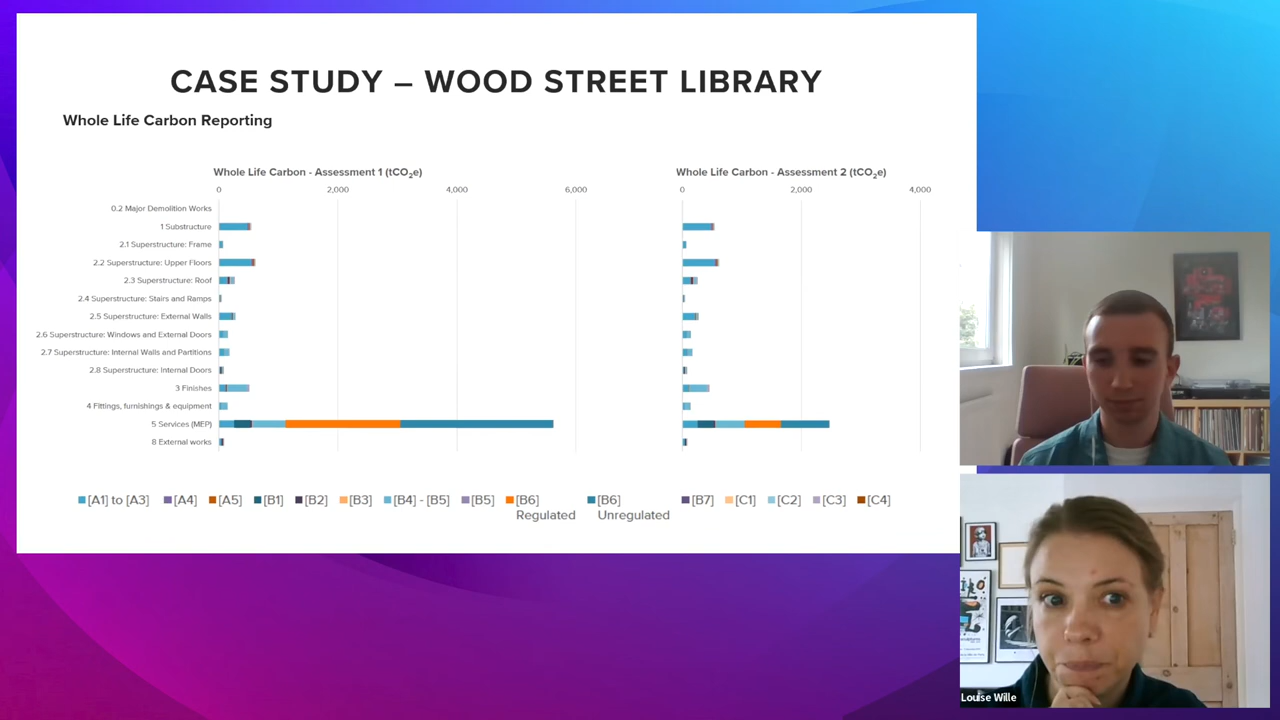 CASE STUDY – WOOD STREET LIBRARY
Whole Life Carbon Reporting
Whole Life Carbon - Assessment 1 (tCO2e)
0 2,000 4,000 6,000
0.2 Major Demolition Works
1 Substructure
2.1 Superstructure: Frame
2.2 Superstructure: Upper Floors
2.3 Superstructure: Roof
2.4 Superstructure: Stairs and Ramps
2.5 Superstructure: External Walls
2.6 Superstructure: Windows and External Doors
2.7 Superstructure: Internal Walls and Partitions
2.8 Superstructure: Internal Doors
3 Finishes
4 Fittings, furnishings & equipment
5 Services (MEP)
8 External works
Whole Life Carbon - Assessment 2 (tCO2e)
0 2,000 4,000
[A1] to [A3] [A4] [A5] [B1] [B2] [B3] [B4] - [B5] [B5] [B6] Regulated [B6] Unregulated [B7] [C1] [C2] [C3] [C4]
Louise Wille